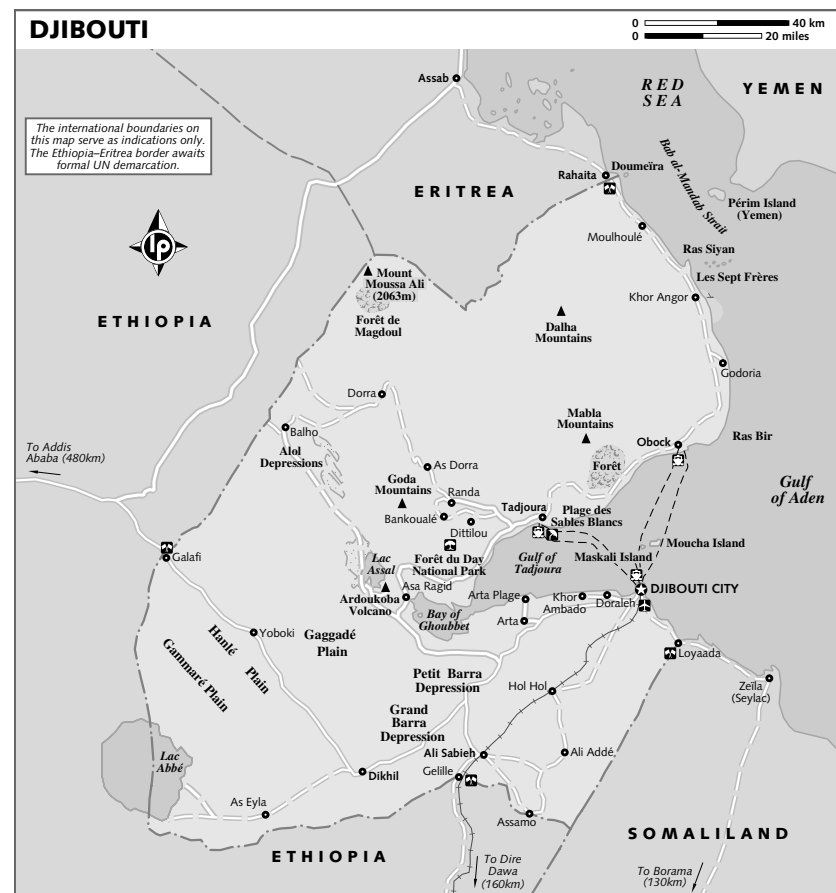 DJIBOUTI
0 40 km
0 20 miles
The international boundaries on
this map serve as indications only.
The Ethiopia–Eritrea border awaits
formal UN demarcation.
lp
Assab
RED
SEA
YEMEN
ERITREA
Rahaita
Doumeïra
Bab al-Mandab Strait
Périm Island
(Yemen)
Moulhoulé
Ras Siyan
Les Sept Frères
Khor Angor
Mount
Moussa Ali
(2063m)
Forêt de
Magdoul
ETHIOPIA
Dalha
Mountains
Godoria
Dorra
Balho
Alol
Depressions
Mabla
Mountains
Obock
Ras Bir
Forêt
To Addis
Ababa (480km)
As Dorra
Goda
Mountains
Randa
Bankoualé
Dittilou
Tadjoura
Plage des
Sables Blancs
Gulf
of Aden
Galafi
Lac
Assal
Forêt du Day
National Park
Gulf of
Tadjoura
Maskali Island
Moucha Island
Asa Ragid
Ardoukoba
Volcano
Bay of
Ghoubbet
Arta Plage
Khor
Ambado
Doraleh
DJIBOUTI CITY
Arta
Loyaada
Yoboki
Hanlé Plain
Gammaré Plain
Gaggadé
Plain
Petit Barra
Depression
Hol Hol
Zeïla
(Seylac)
Grand
Barra
Depression
Ali Sabieh
Ali Addé
Lac
Abbé
Dikhil
Gelille
As Eyla
Assamo
ETHIOPIA
SOMALILAND
To Dire
Dawa
(160km)
To Borama
(130km)